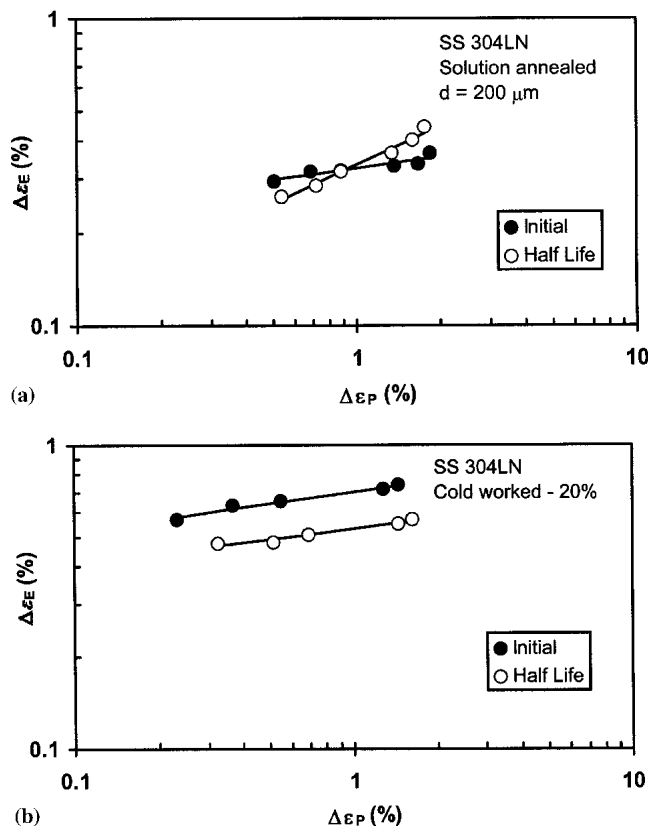 1
SS 304LN
Solution annealed
d = 200 μm
ΔεE (%)
Initial
Half Life
0.1
0.1
1
10
(a)
ΔεP (%)
1
SS 304LN
Cold worked - 20%
ΔεE (%)
Initial
Half Life
0.1
0.1
1
10
(b)
ΔεP (%)